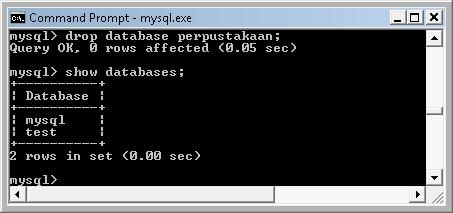 Command Prompt - mysql.exe
mysql> drop database perpustakaan;
Query OK, 0 rows affected (0.05 sec)
mysql> show databases;
+----------+
| Database |
+----------+
| mysql    |
| test     |
+----------+
2 rows in set (0.00 sec)
mysql>